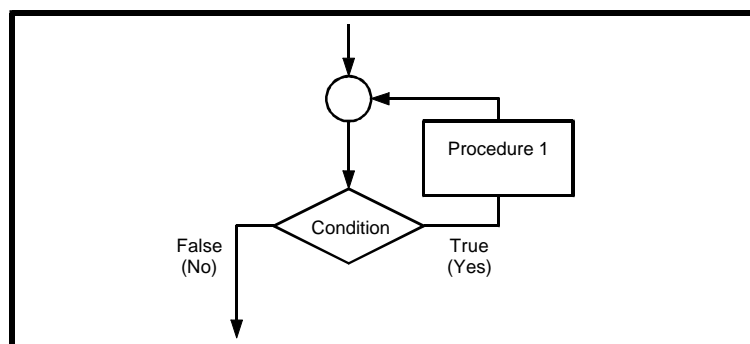 Procedure 1
Condition
False
(No)
True
(Yes)